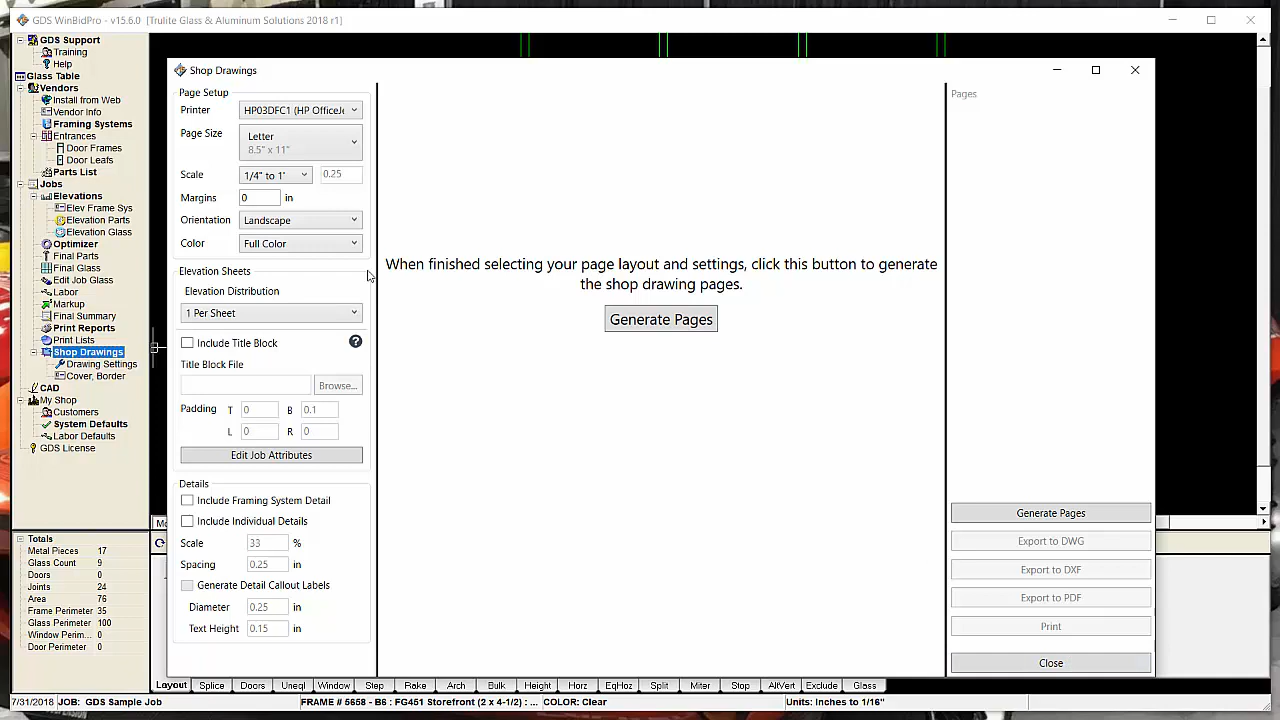 GDS WinBidPro - v15.6.0 [Trulite Glass & Aluminum Solutions 2018 r1]
GDS Support
Training
Help
Glass Table
Vendors
Install from Web
Vendor Info
Framing Systems
Entrances
Door Frames
Door Leafs
Parts List
Jobs
Elevations
Elev Frame Sys
Elevation Parts
Elevation Glass
Optimizer
Final Parts
Final Glass
Edit Job Glass
Labor
Markup
Final Summary
Print Reports
Print Lists
Shop Drawings
Drawing Settings
Cover, Border
CAD
My Shop
Customers
System Defaults
Labor Defaults
GDS License
Totals
Metal Pieces 17
Glass Count 9
Doors 0
Joints 24
Area 76
Frame Perimeter 35
Glass Perimeter 100
Window Perim... 0
Door Perimeter 0
Shop Drawings
Page Setup
Printer HP03DFC1 (HP OfficeJe
Page Size Letter
8.5" x 11"
Scale 1/4" to 1' 0.25
Margins 0 in
Orientation Landscape
Color Full Color
Elevation Sheets
Elevation Distribution
1 Per Sheet
Include Title Block
Title Block File
Browse...
Padding T 0 B 0.1
L 0 R 0
Edit Job Attributes
Details
Include Framing System Detail
Include Individual Details
Scale 33 %
Spacing 0.25 in
Generate Detail Callout Labels
Diameter 0.25 in
Text Height 0.15 in
When finished selecting your page layout and settings, click this button to generate
the shop drawing pages.
Generate Pages
Pages
Generate Pages
Export to DWG
Export to DXF
Export to PDF
Print
Close
Mo
Layout Splice Doors Uneql Window Step Rake Arch Bulk Height Horz EqHoz Split Miter Stop AltVert Exclude Glass
7/31/2018 JOB: GDS Sample Job FRAME # 5658 - B6 : FG451 Storefront (2 x 4-1/2) : ... COLOR: Clear Units: Inches to 1/16"